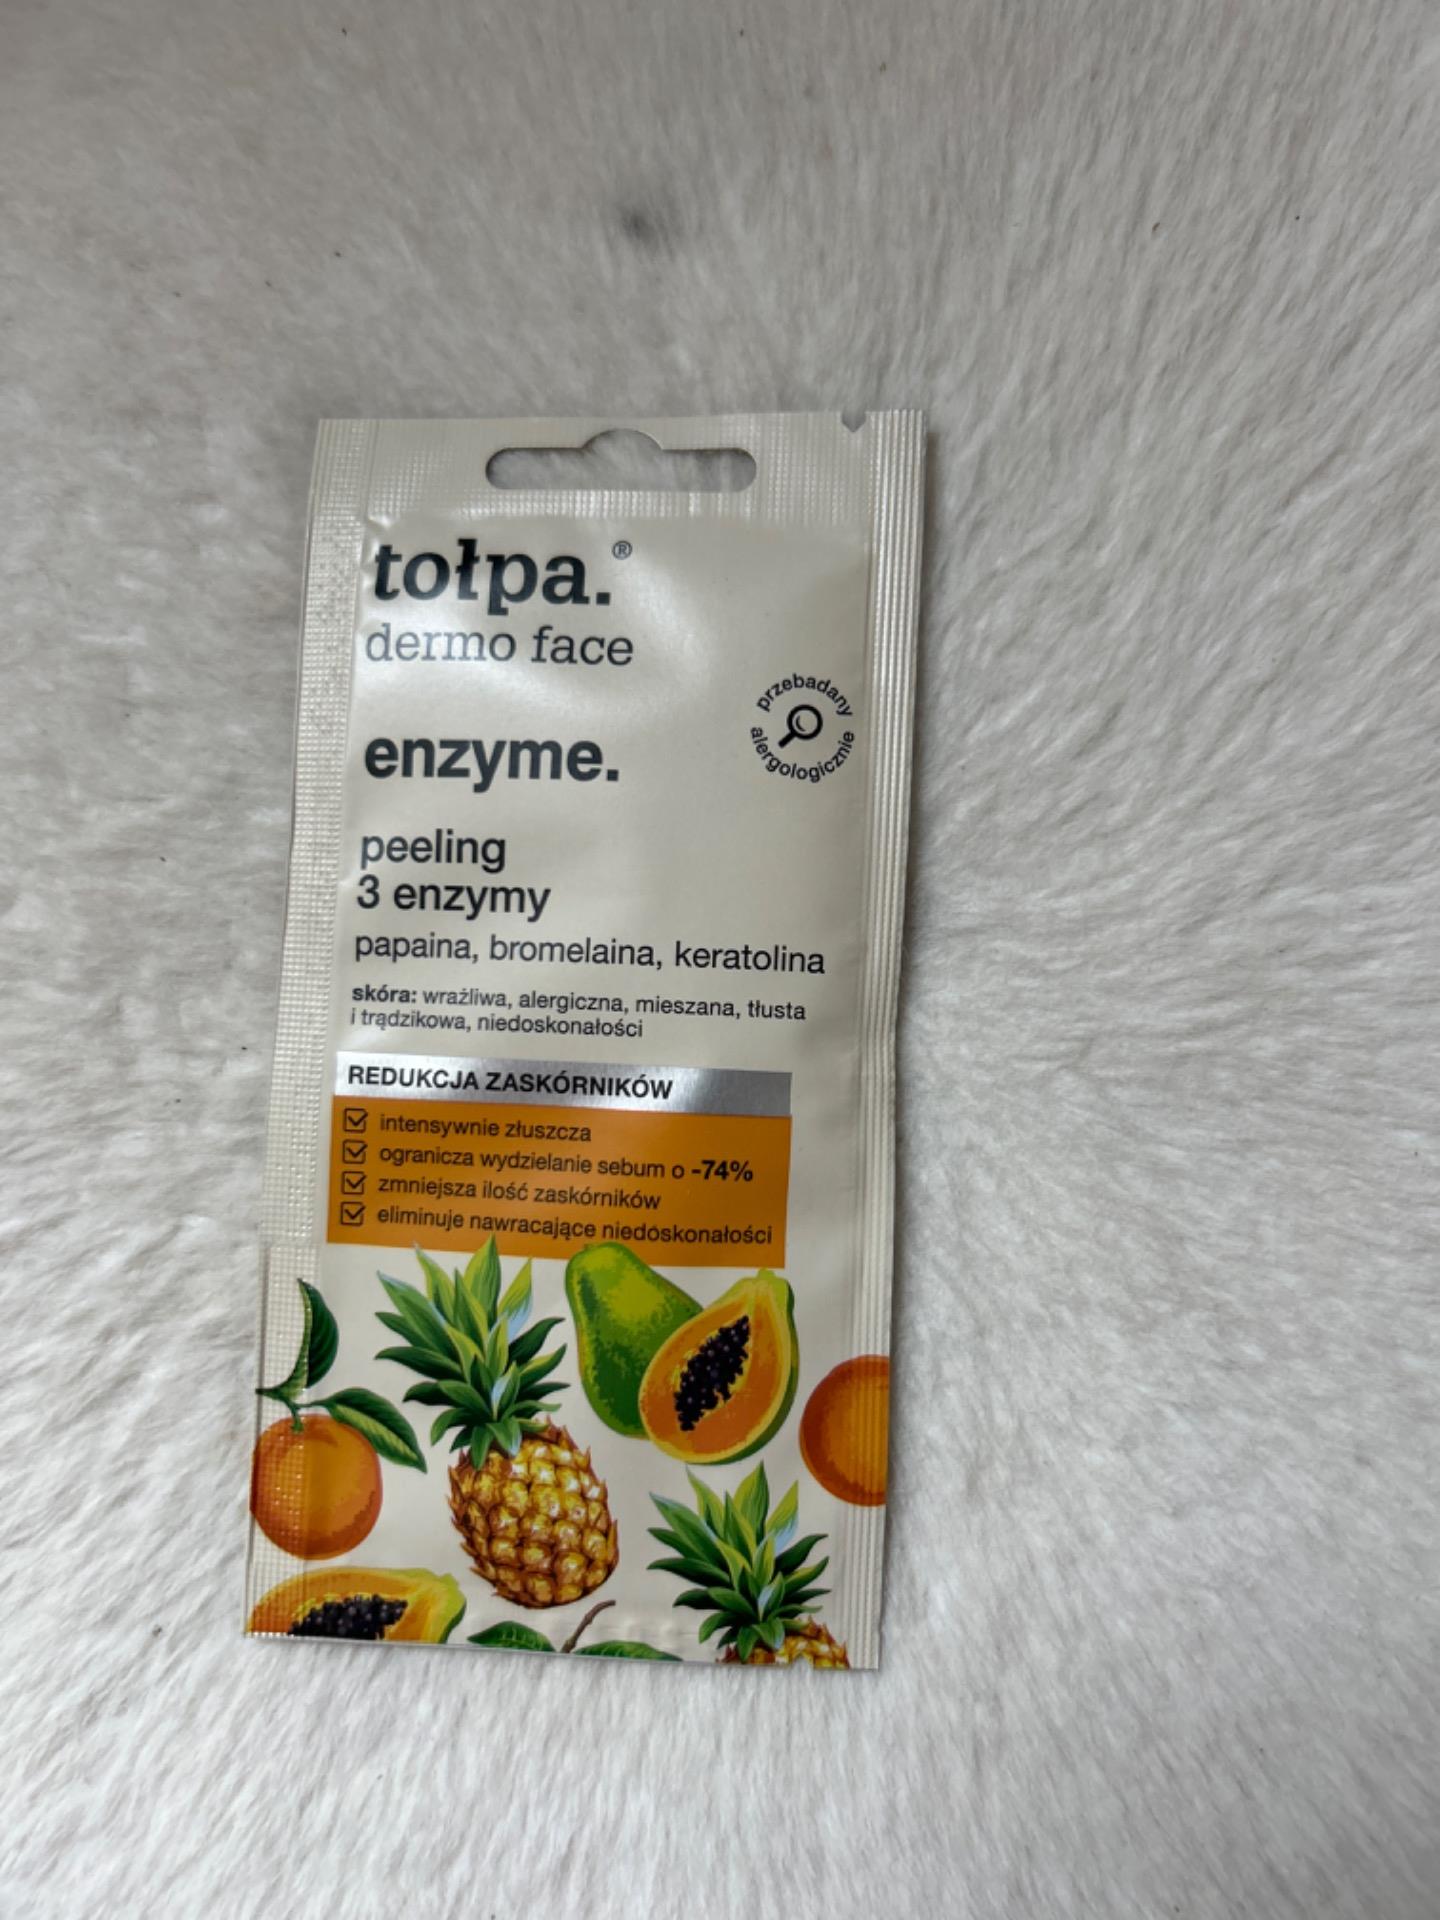 tołpa.®
dermo face
przebadany
alergologicznie
enzyme.
peeling
3 enzymy
papaina, bromelaina, keratolina
skóra: wrażliwa, alergiczna, mieszana, tłusta
i trądzikowa, niedoskonałości
REDUKCJA ZASKÓRNIKÓW
intensywnie złuszcza
ogranicza wydzielanie sebum o -74%
zmniejsza ilość zaskórników
eliminuje nawracające niedoskonałości